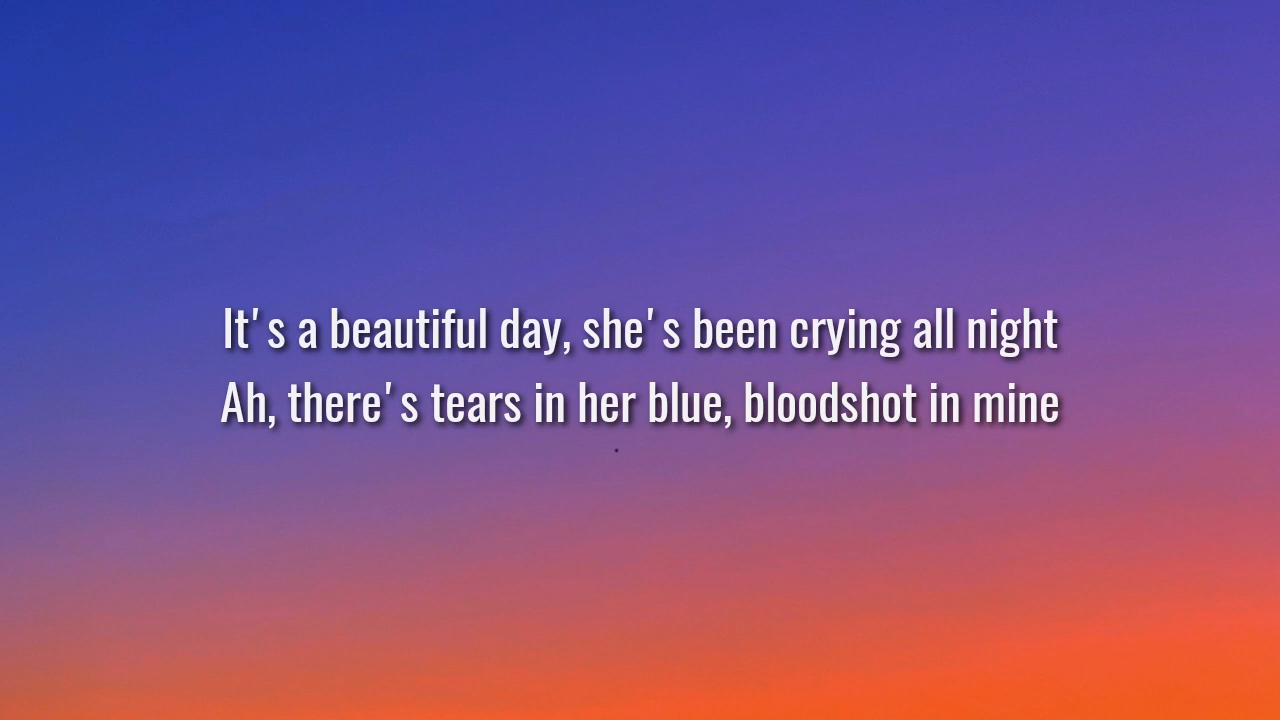 It's a beautiful day, she's been crying all night
Ah, there's tears in her blue, bloodshot in mine